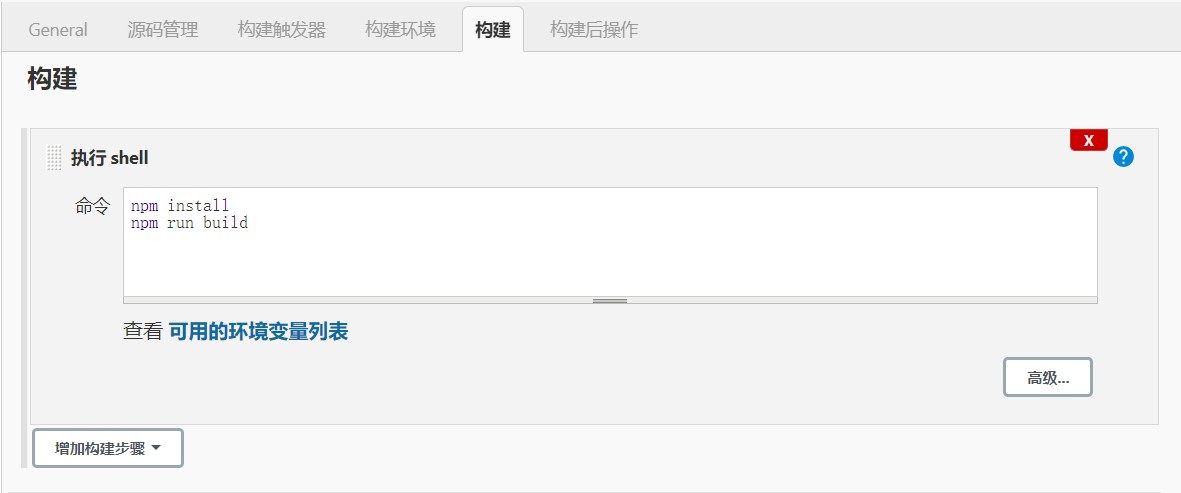 General 源码管理 构建触发器 构建环境 构建 构建后操作
构建
X
执行 shell
?
命令
npm install
npm run build
查看 可用的环境变量列表
高级...
增加构建步骤